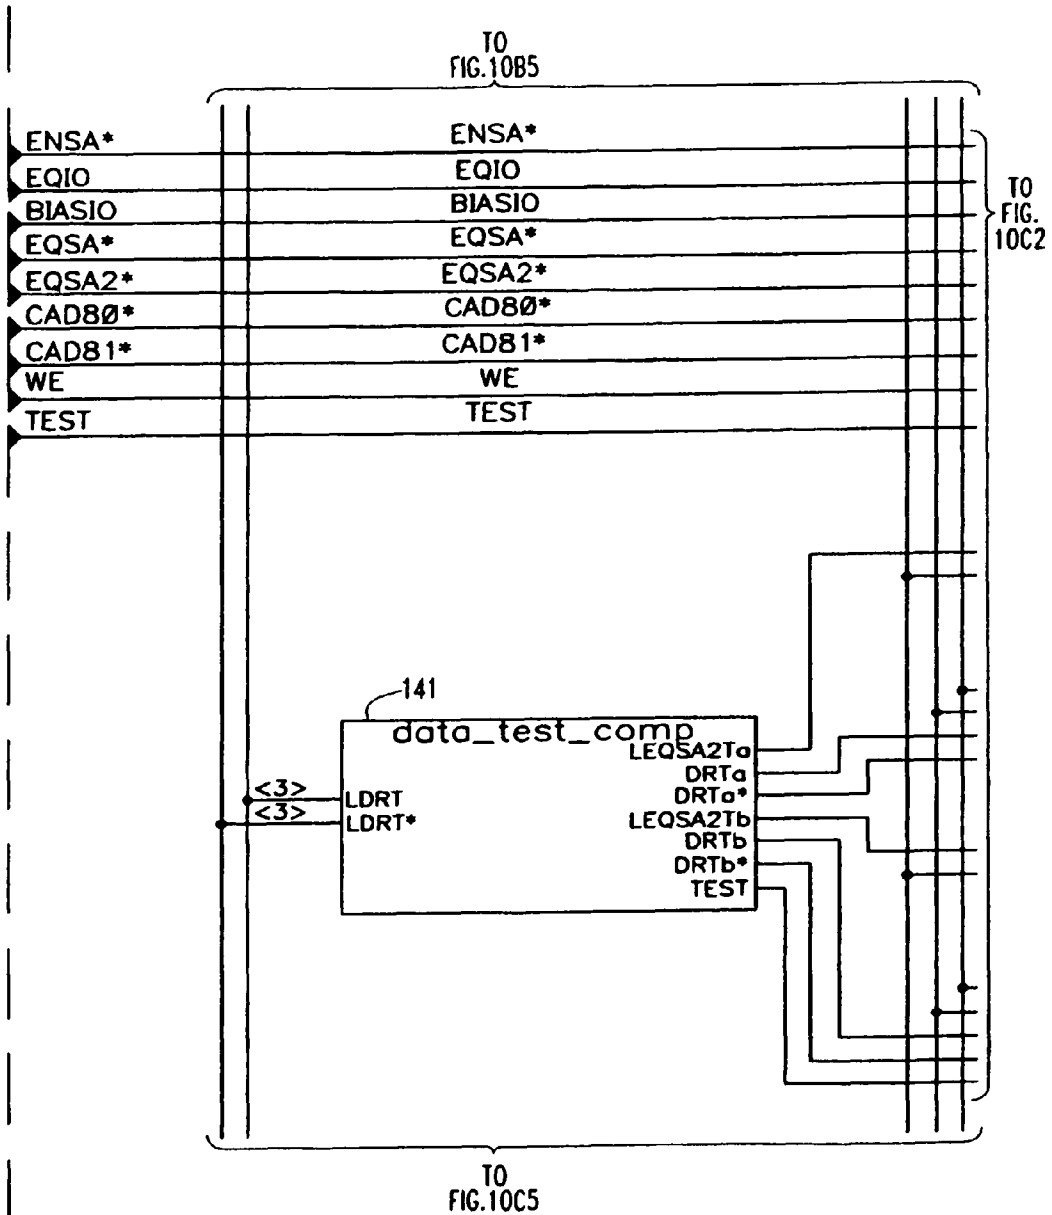 TO
FIG.10B5
ENSA* ENSA*
EQIO EQIO
BIASIO BIASIO
EQSA* EQSA*
EQSA2* EQSA2*
CAD80* CAD80*
CAD81* CAD81*
WE WE
TEST TEST
TO
FIG.
10C2
141
data_test_comp
LEQSA2Ta
DRTa
DRTa*
LEQSA2Tb
DRTb
DRTb*
TEST
<3> LDRT
<3> LDRT*
TO
FIG.10C5